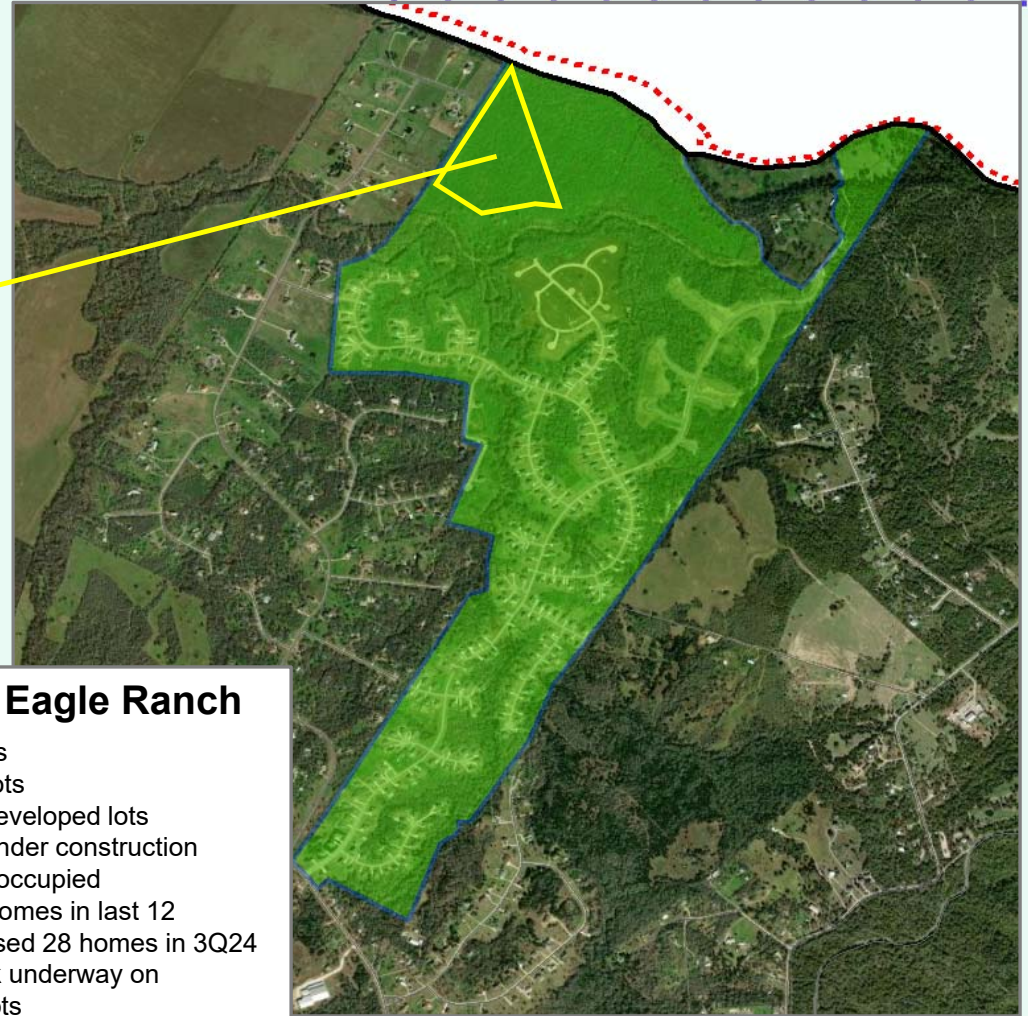 Eagle Ranch
s
ots
eveloped lots
nder construction
occupied
omes in last 12
sed 28 homes in 3Q24
k underway on
ots